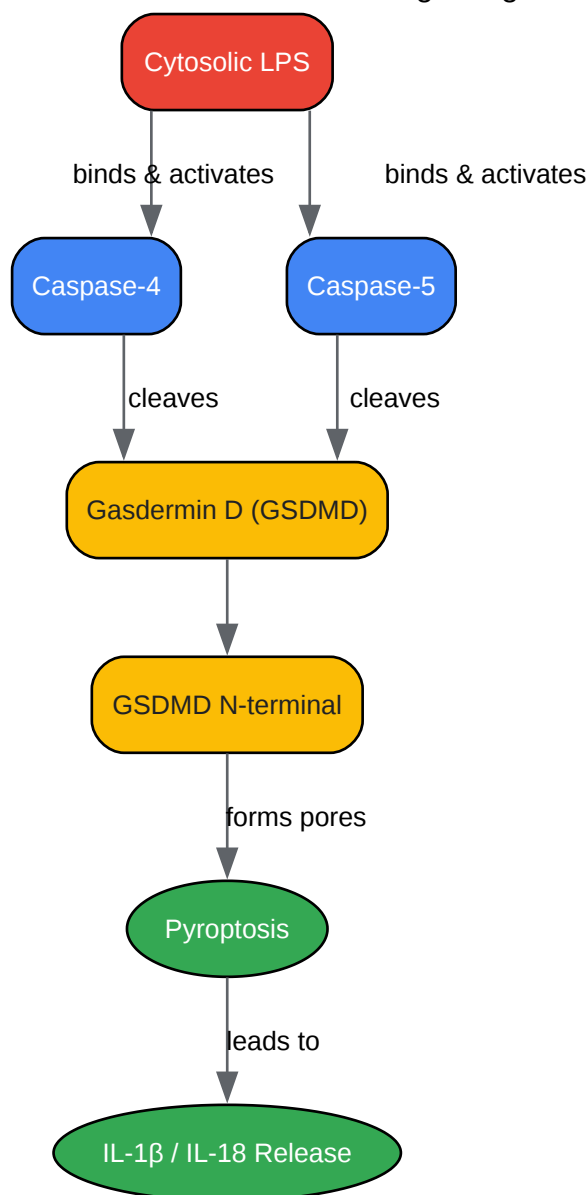 Cytosolic LPS
binds & activates
binds & activates
Caspase-4
Caspase-5
cleaves
cleaves
Gasdermin D (GSDMD)
GSDMD N-terminal
forms pores
Pyroptosis
leads to
IL-1β / IL-18 Release